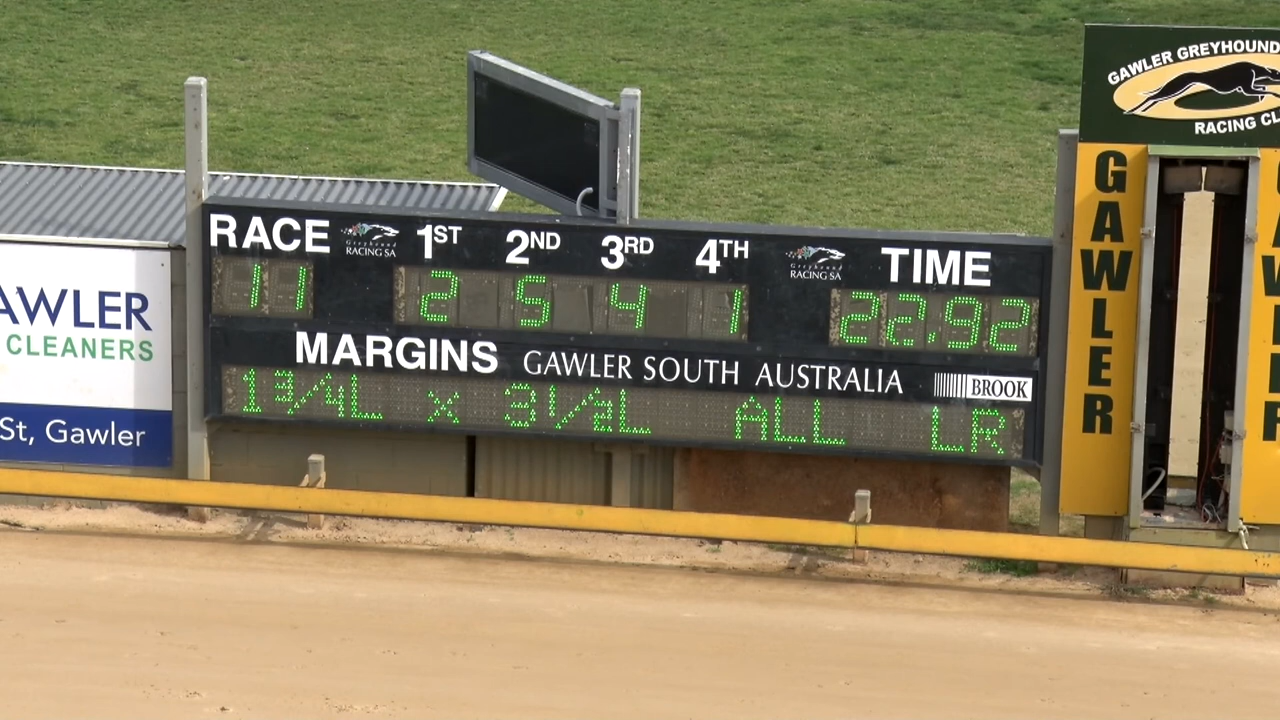 GAWLER GREYHOUND
RACING CL
GAWLER
RACE
Greyhound
RACING SA
1ST 2ND 3RD 4TH
Greyhound
RACING SA
TIME
11 2 5 4 1 22.92
MARGINS GAWLER SOUTH AUSTRALIA BROOK
1 3/4L x 3 1/2L ALL LR
AWLER
CLEANERS
St, Gawler